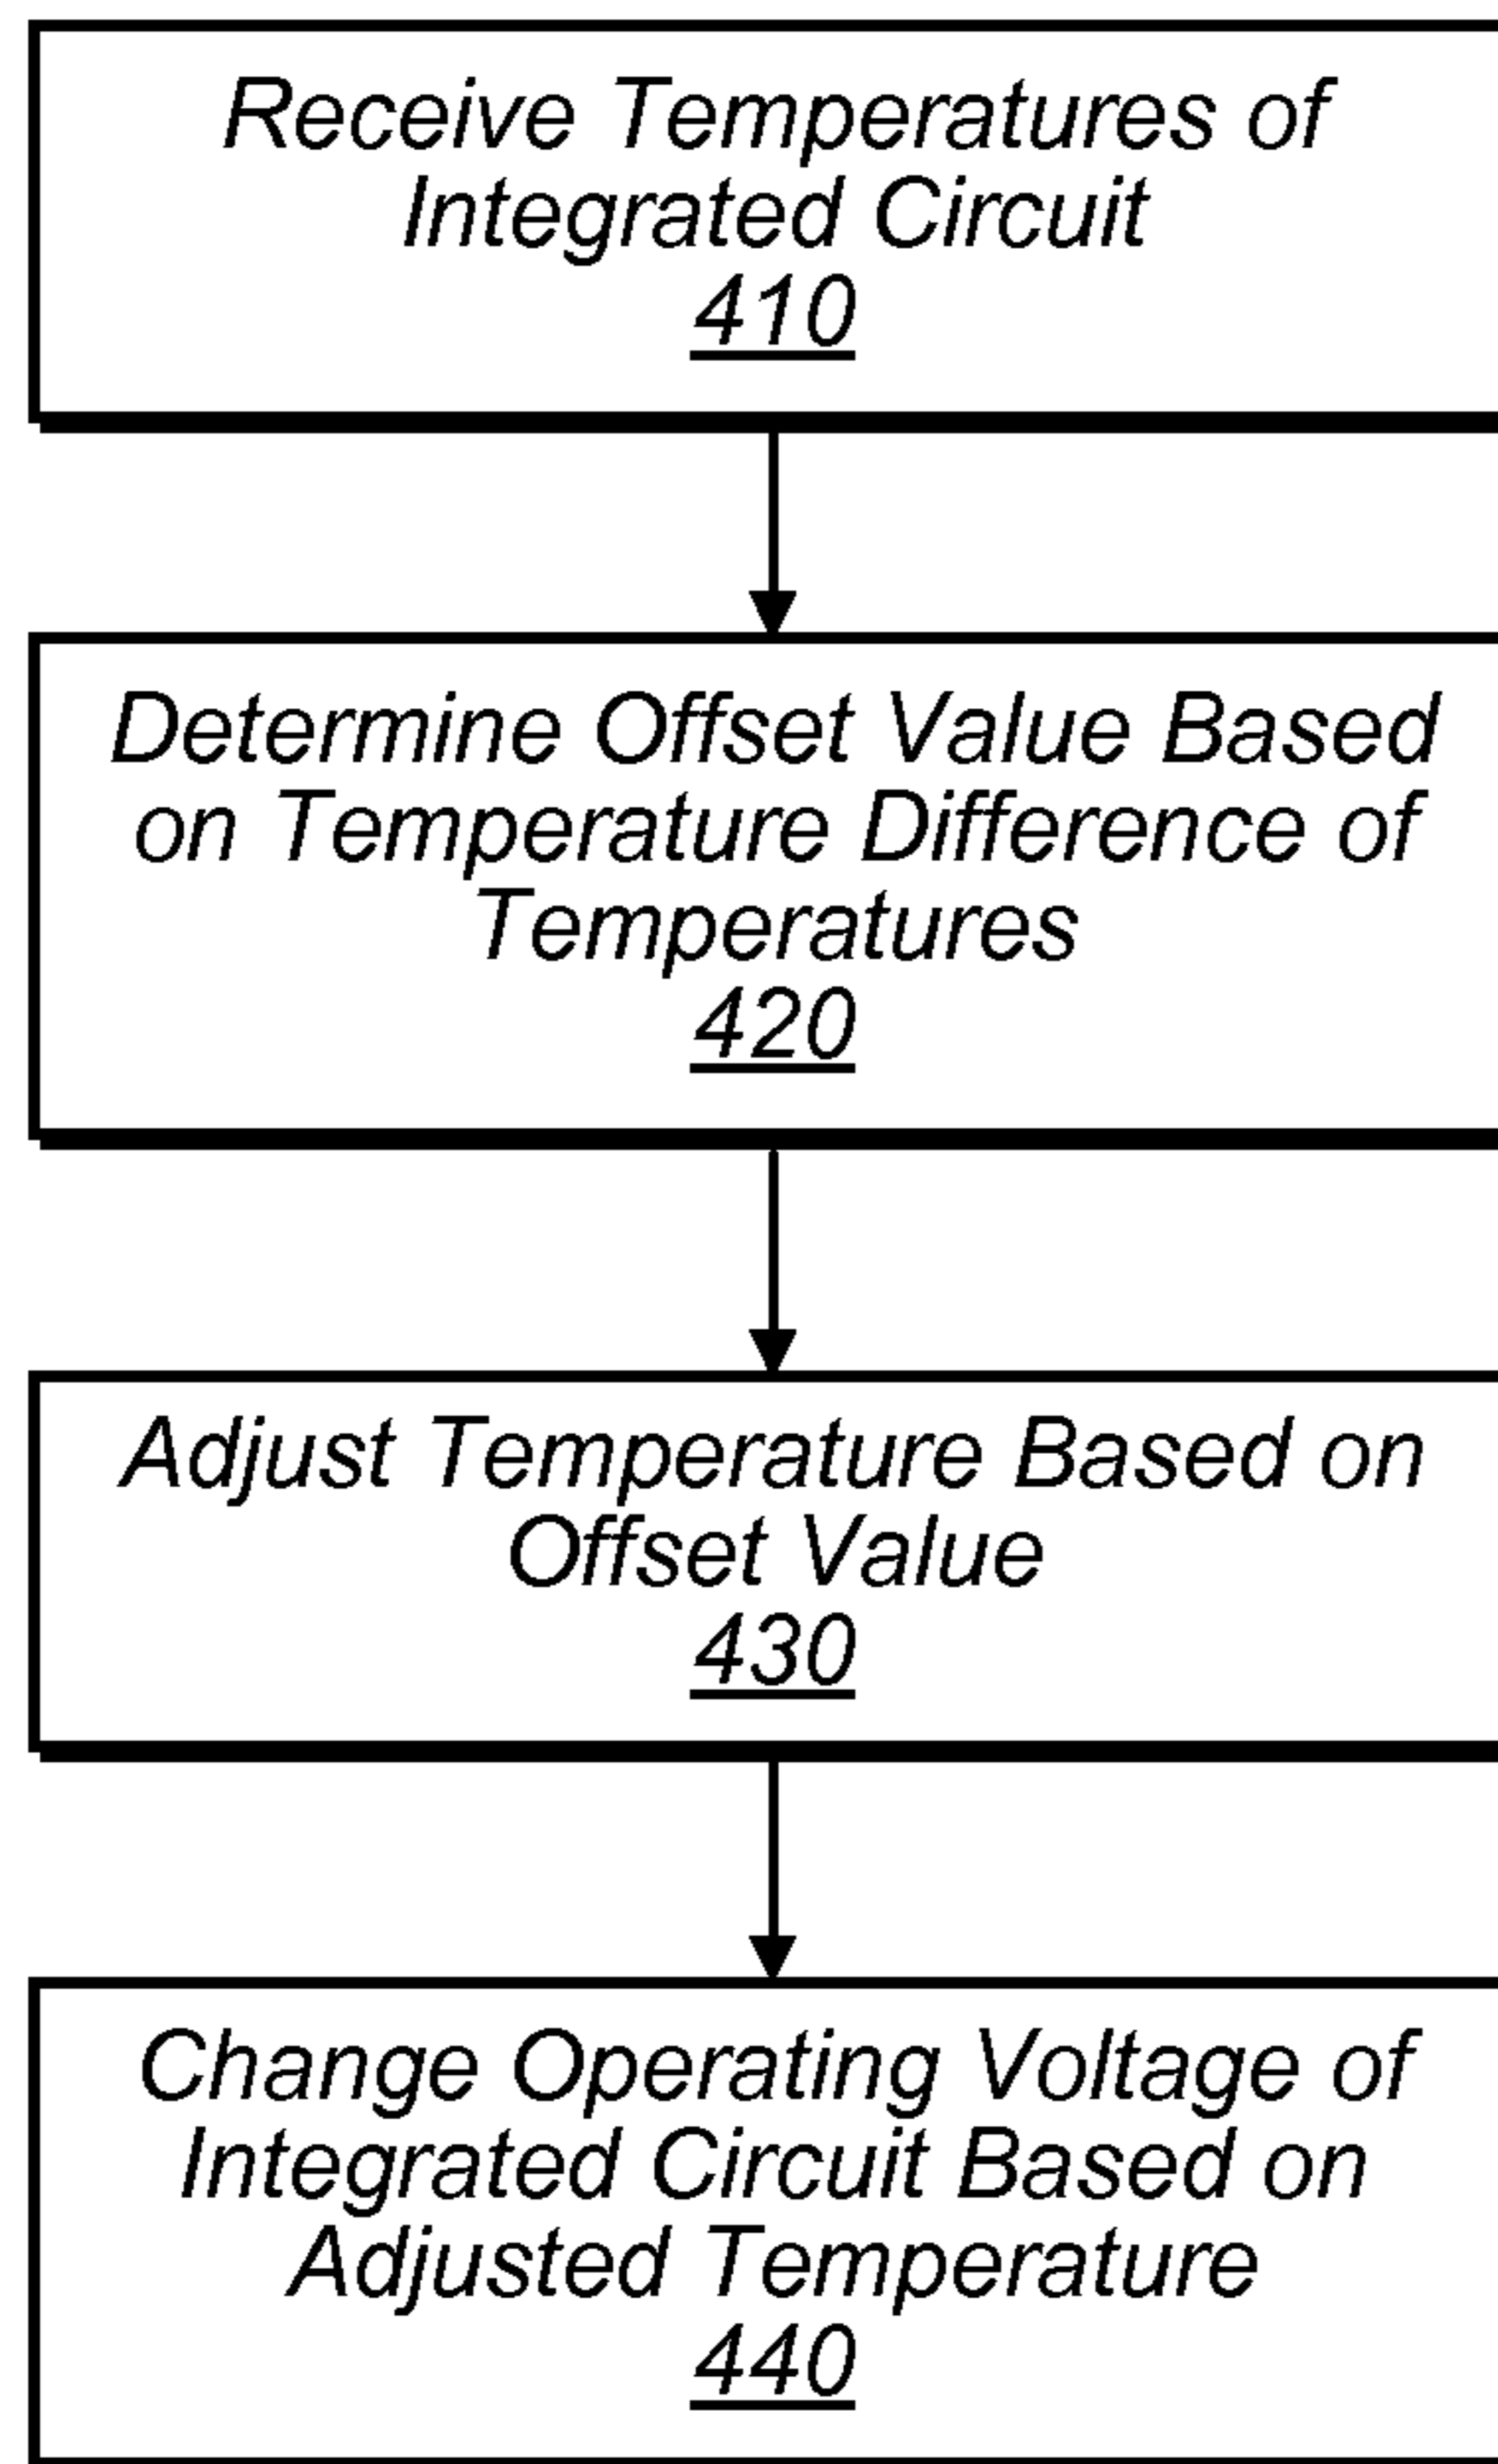 Receive Temperatures of
Integrated Circuit
410
Determine Offset Value Based
on Temperature Difference of
Temperatures
420
Adjust Temperature Based on
Offset Value
430
Change Operating Voltage of
Integrated Circuit Based on
Adjusted Temperature
440